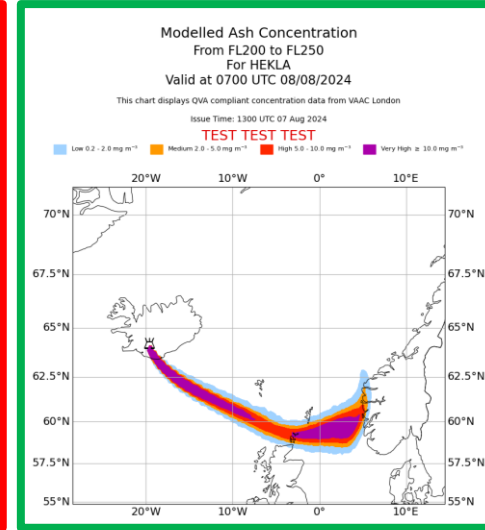 Modelled Ash Concentration
From FL200 to FL250
For HEKLA
Valid at 0700 UTC 08/08/2024
This chart displays QVA compliant concentration data from VAAC London
Issue Time: 1300 UTC 07 Aug 2024
TEST TEST TEST
Low 0.2 - 2.0 mg m⁻³ Medium 2.0 - 5.0 mg m⁻³ High 5.0 - 10.0 mg m⁻³ Very High ≥ 10.0 mg m⁻³
20°W 10°W 0° 10°E
70°N 70°N
67.5°N 67.5°N
65°N 65°N
62.5°N 62.5°N
60°N 60°N
57.5°N 57.5°N
55°N 55°N
20°W 10°W 0° 10°E